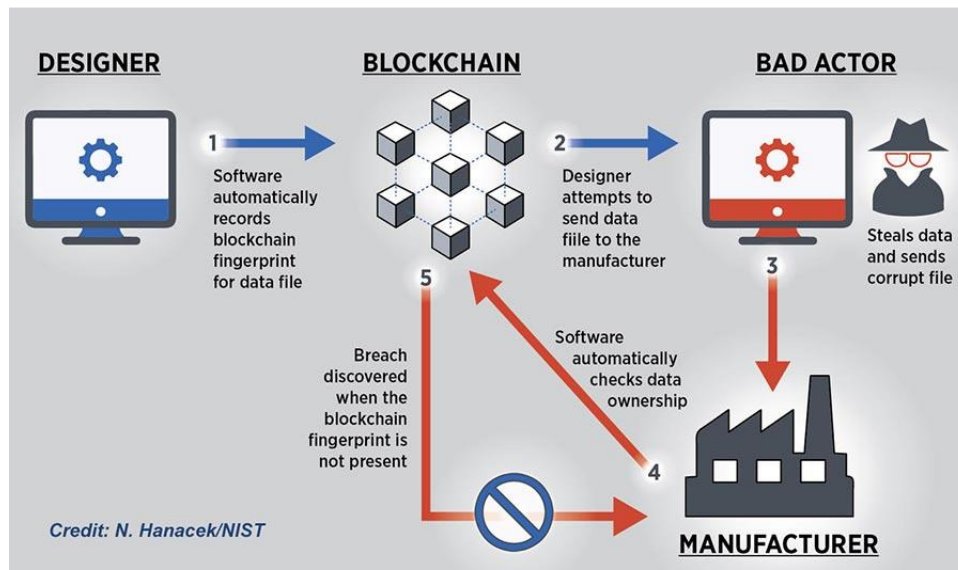 DESIGNER
BLOCKCHAIN
BAD ACTOR
1
Software
automatically
records
blockchain
fingerprint
for data file
2
Designer
attempts to
send data
fiile to the
manufacturer
Steals data
and sends
corrupt file
3
4
Software
automatically
checks data
ownership
5
Breach
discovered
when the
blockchain
fingerprint is
not present
MANUFACTURER
Credit: N. Hanacek/NIST